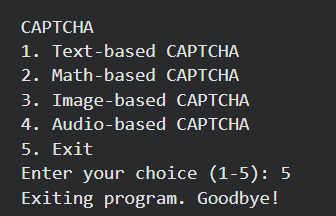 CAPTCHA
1. Text-based CAPTCHA
2. Math-based CAPTCHA
3. Image-based CAPTCHA
4. Audio-based CAPTCHA
5. Exit
Enter your choice (1-5): 5
Exiting program. Goodbye!